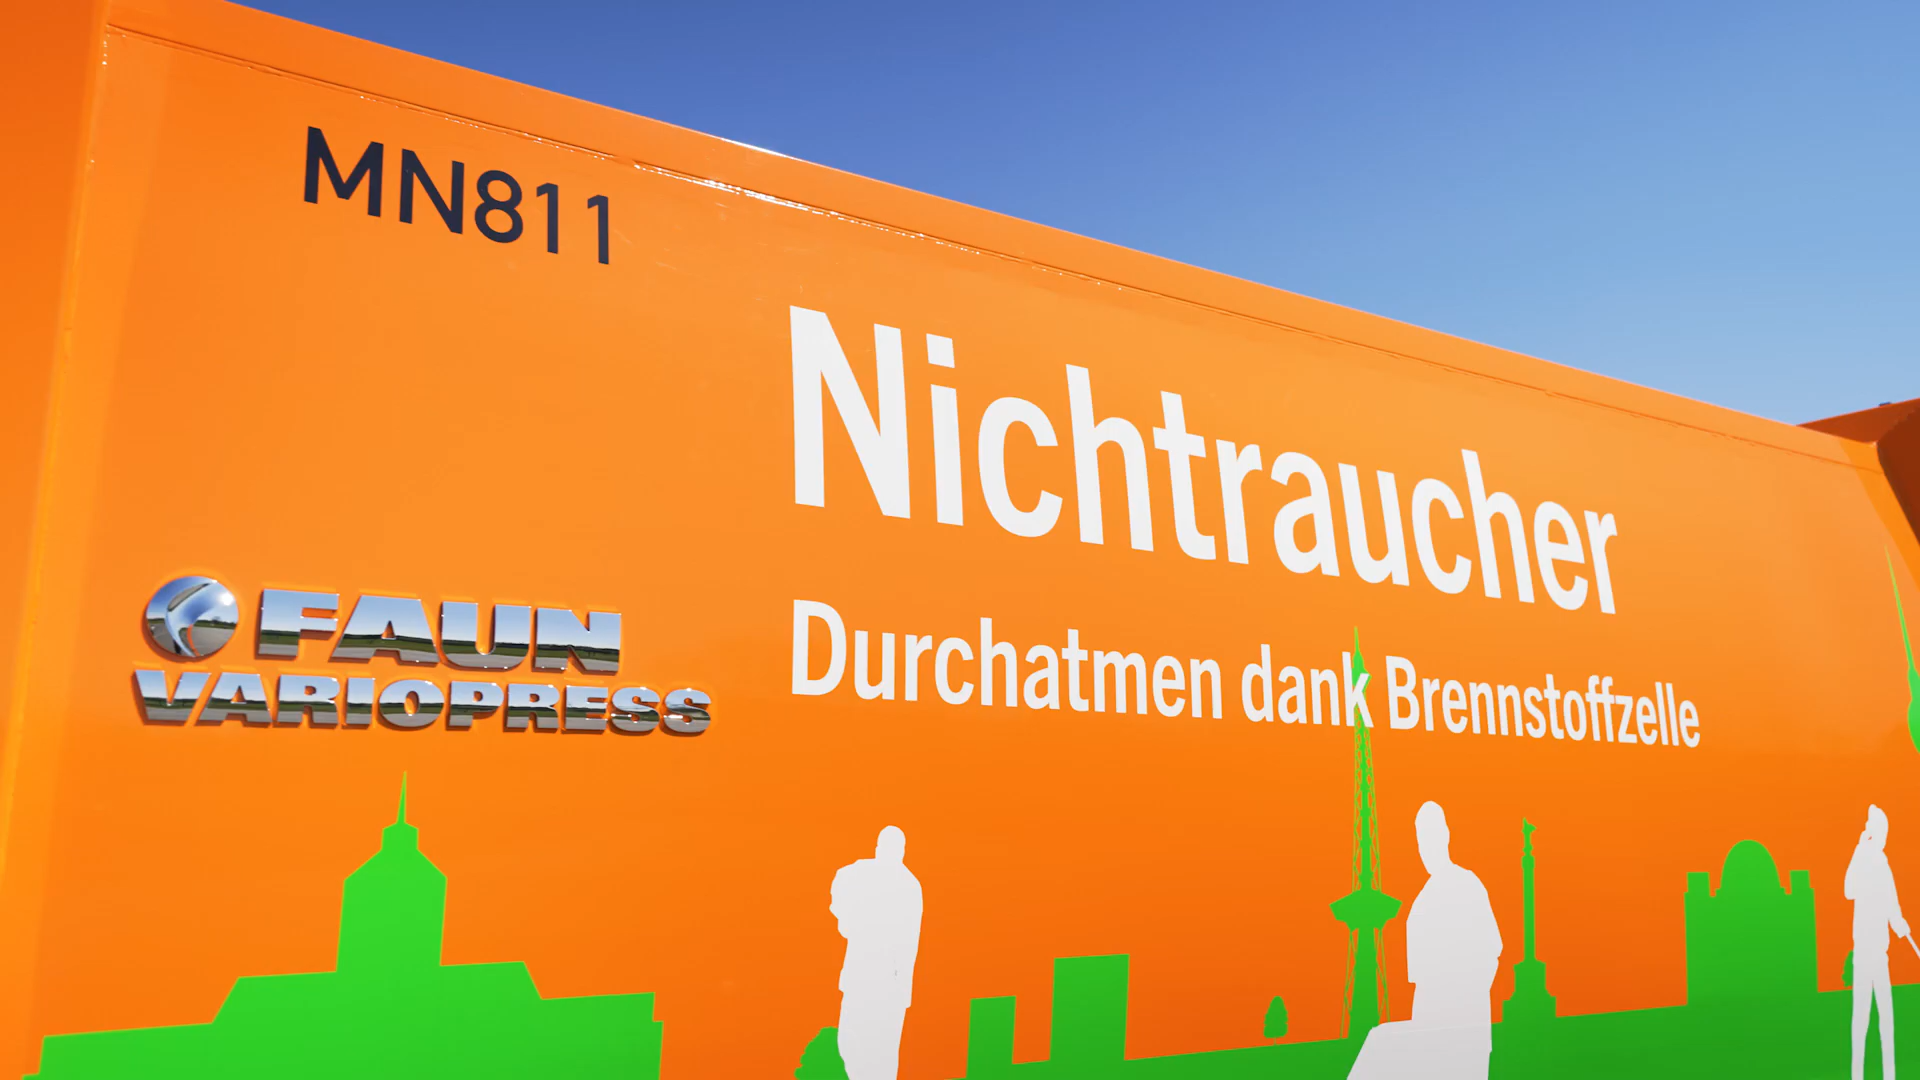 MN811
Nichtraucher
FAUN
VARIOPRESS
Durchatmen dank Brennstoffzelle